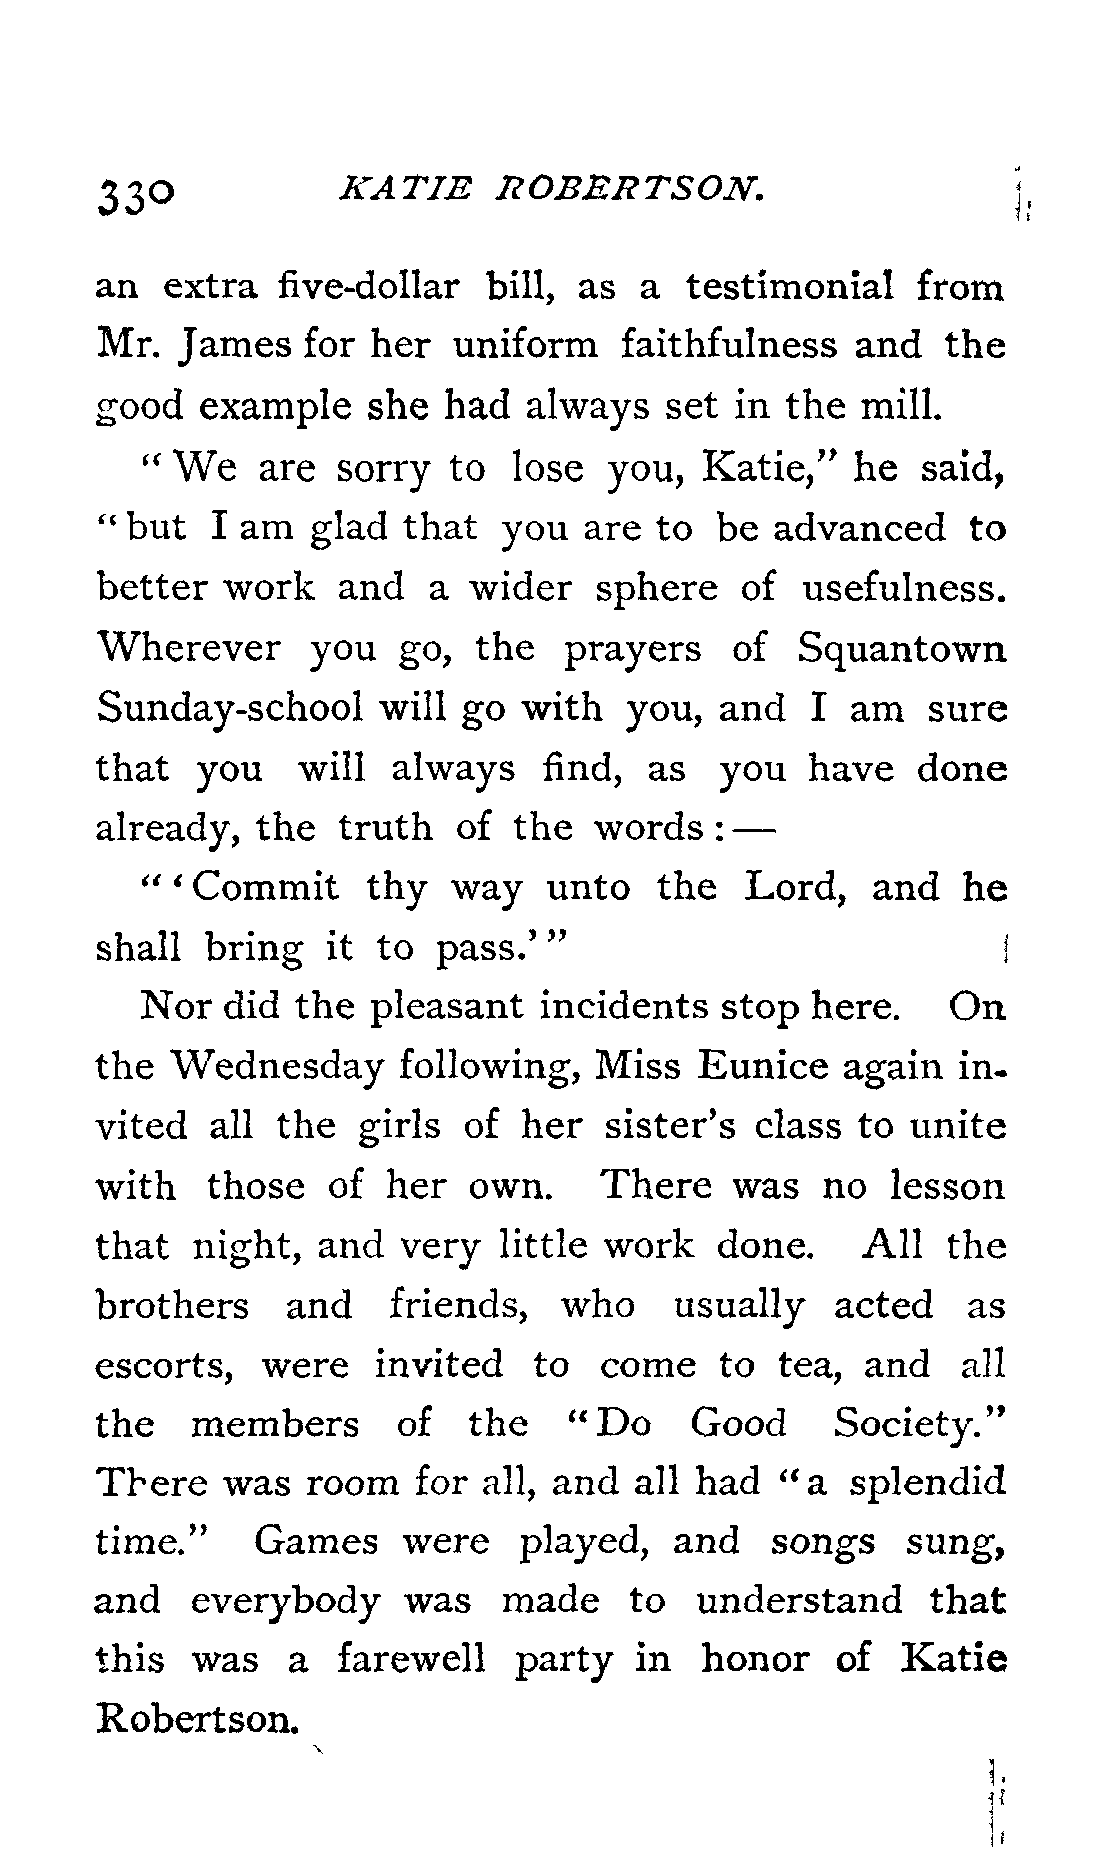 330 KATIE ROBERTSON.
an extra five-dollar bill, as a testimonial from
Mr. James for her uniform faithfulness and the
good example she had always set in the mill.
"We are sorry to lose you, Katie," he said,
"but I am glad that you are to be advanced to
better work and a wider sphere of usefulness.
Wherever you go, the prayers of Squantown
Sunday-school will go with you, and I am sure
that you will always find, as you have done
already, the truth of the words:—
"'Commit thy way unto the Lord, and he
shall bring it to pass.'"
Nor did the pleasant incidents stop here. On
the Wednesday following, Miss Eunice again in-
vited all the girls of her sister's class to unite
with those of her own. There was no lesson
that night, and very little work done. All the
brothers and friends, who usually acted as
escorts, were invited to come to tea, and all
the members of the "Do Good Society."
There was room for all, and all had "a splendid
time." Games were played, and songs sung,
and everybody was made to understand that
this was a farewell party in honor of Katie
Robertson.